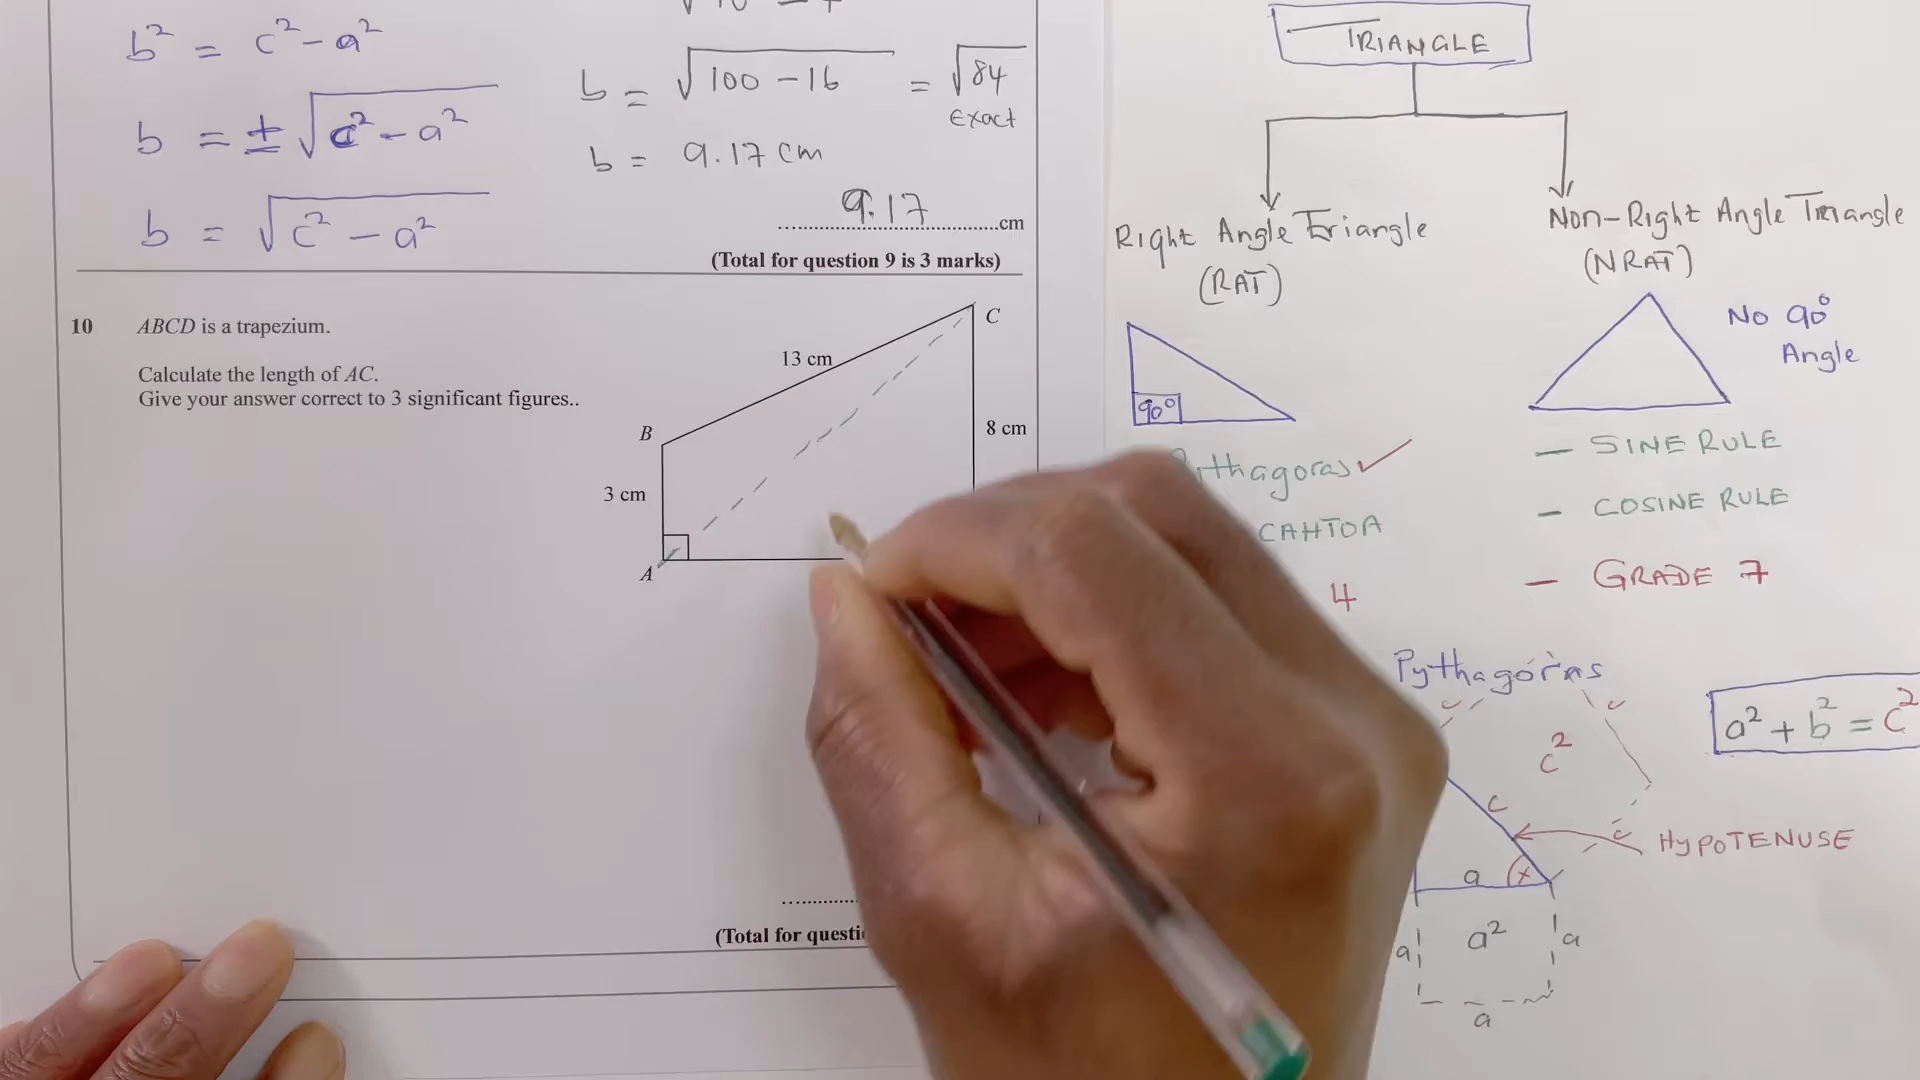 b² = c² - a²
b = ± √c² - a²
b = √c² - a²
b = √100 - 16 = √84
Exact
b = 9.17 cm
9.17
cm
(Total for question 9 is 3 marks)
10 ABCD is a trapezium.
Calculate the length of AC.
Give your answer correct to 3 significant figures..
C
13 cm
B
8 cm
3 cm
A
(Total for
TRIANGLE
Right Angle Triangle
(RAT)
90°
Pythagoras ✓
CAHTOA
4
Non-Right Angle Triangle
(NRAT)
No 90°
Angle
- SINE RULE
- COSINE RULE
- GRADE 7
Pythagoras
a² + b² = c²
c
c
c²
c
c
HYPOTENUSE
a
x
a
a²
a
a